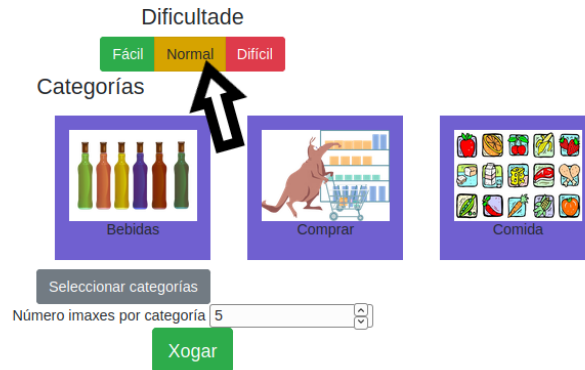 Dificultade
Fácil Normal Difícil
Categorías
Bebidas Comprar Comida
Seleccionar categorías
Número imaxes por categoría 5
Xogar